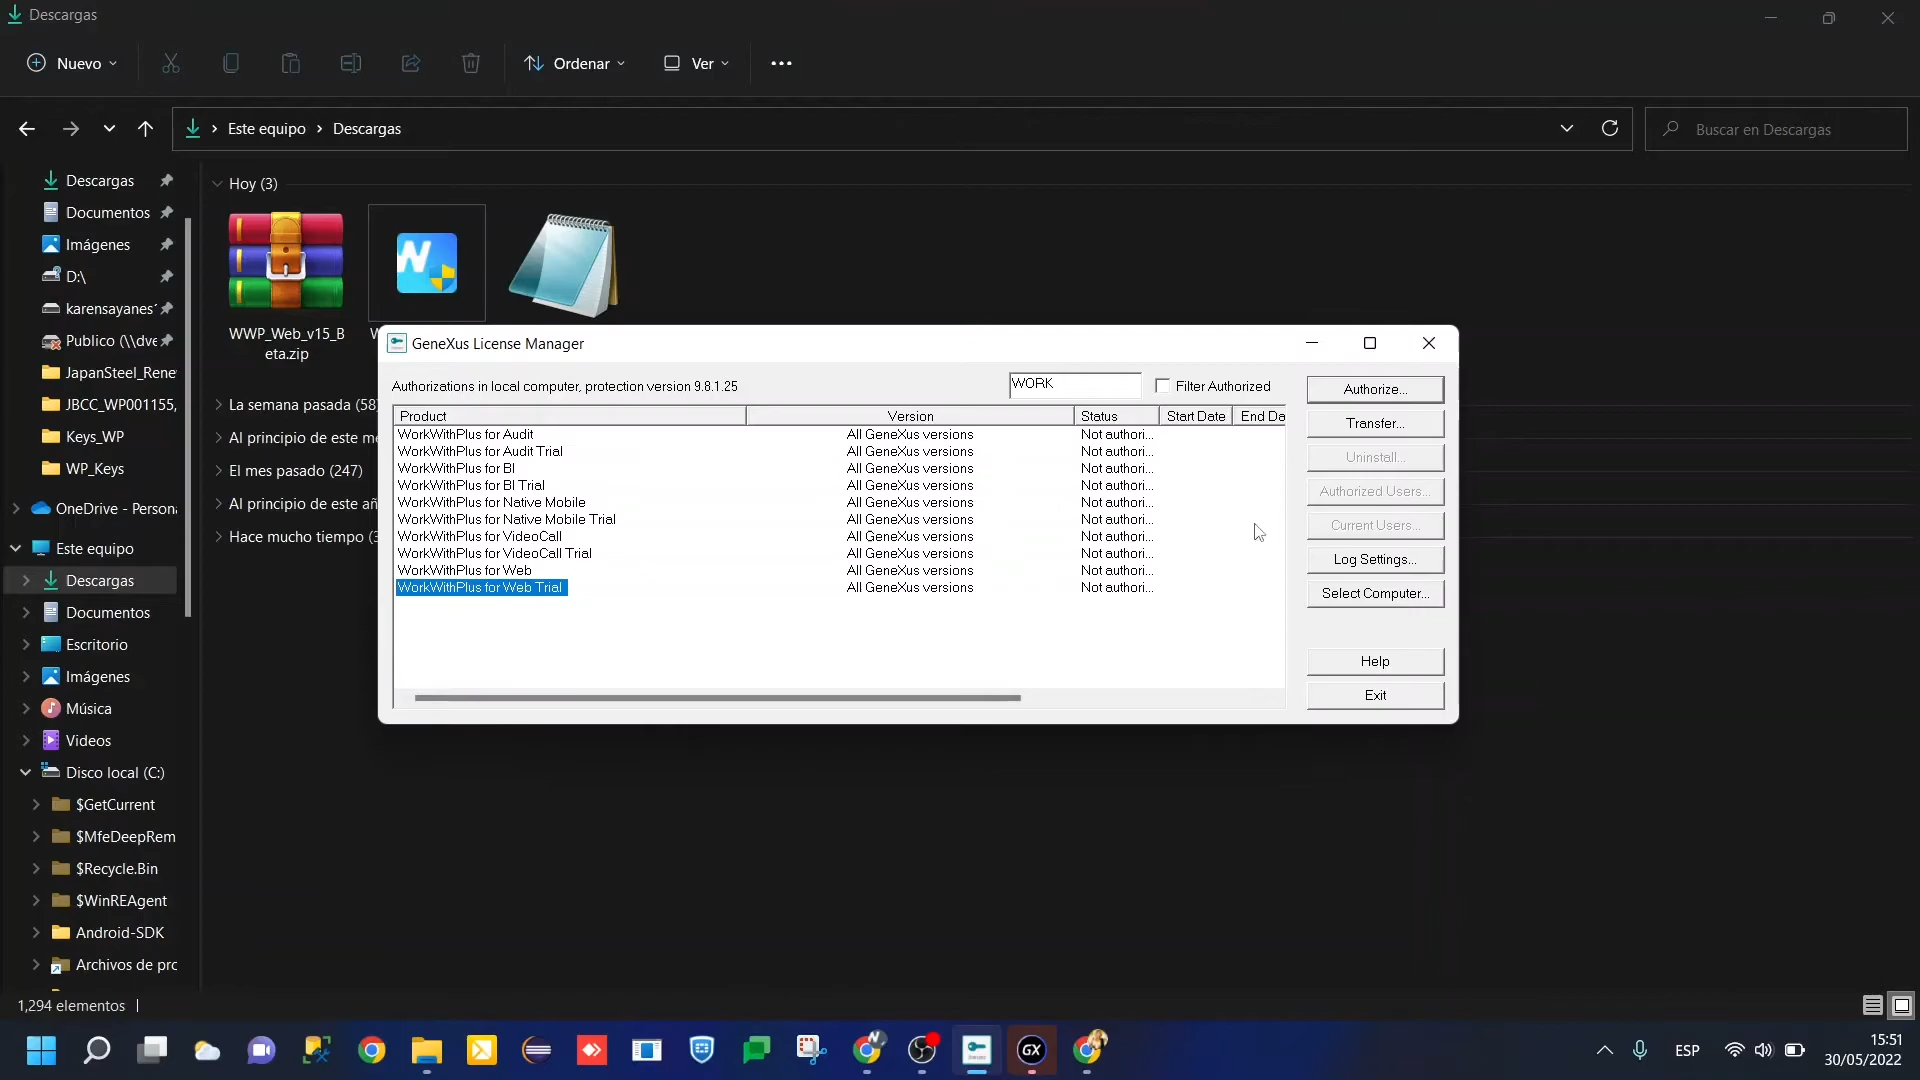 Descargas
Nuevo
Ordenar
Ver
Este equipo
Descargas
Buscar en Descargas
Descargas
Documentos
Imágenes
D:\
karensayanes
Publico (\\dve
JapanSteel_Rene
JBCC_WP001155,
Keys_WP
WP_Keys
OneDrive - Persona
Este equipo
Descargas
Documentos
Escritorio
Imágenes
Música
Videos
Disco local (C:)
$GetCurrent
$MfeDeepRem
$Recycle.Bin
$WinREAgent
Android-SDK
Archivos de prc
1,294 elementos
Hoy (3)
WWP_Web_v15_B
eta.zip
La semana pasada (58
Al principio de este me
El mes pasado (247)
Al principio de este añ
Hace mucho tiempo (3
GeneXus License Manager
Authorizations in local computer, protection version 9.8.1.25
WORK
Filter Authorized
Product Version Status Start Date End Da
WorkWithPlus for Audit All GeneXus versions Not authori...
WorkWithPlus for Audit Trial All GeneXus versions Not authori...
WorkWithPlus for BI All GeneXus versions Not authori...
WorkWithPlus for BI Trial All GeneXus versions Not authori...
WorkWithPlus for Native Mobile All GeneXus versions Not authori...
WorkWithPlus for Native Mobile Trial All GeneXus versions Not authori...
WorkWithPlus for VideoCall All GeneXus versions Not authori...
WorkWithPlus for VideoCall Trial All GeneXus versions Not authori...
WorkWithPlus for Web All GeneXus versions Not authori...
WorkWithPlus for Web Trial All GeneXus versions Not authori...
Authorize...
Transfer...
Uninstall...
Authorized Users...
Current Users...
Log Settings...
Select Computer...
Help
Exit
GX
ESP
15:51
30/05/2022